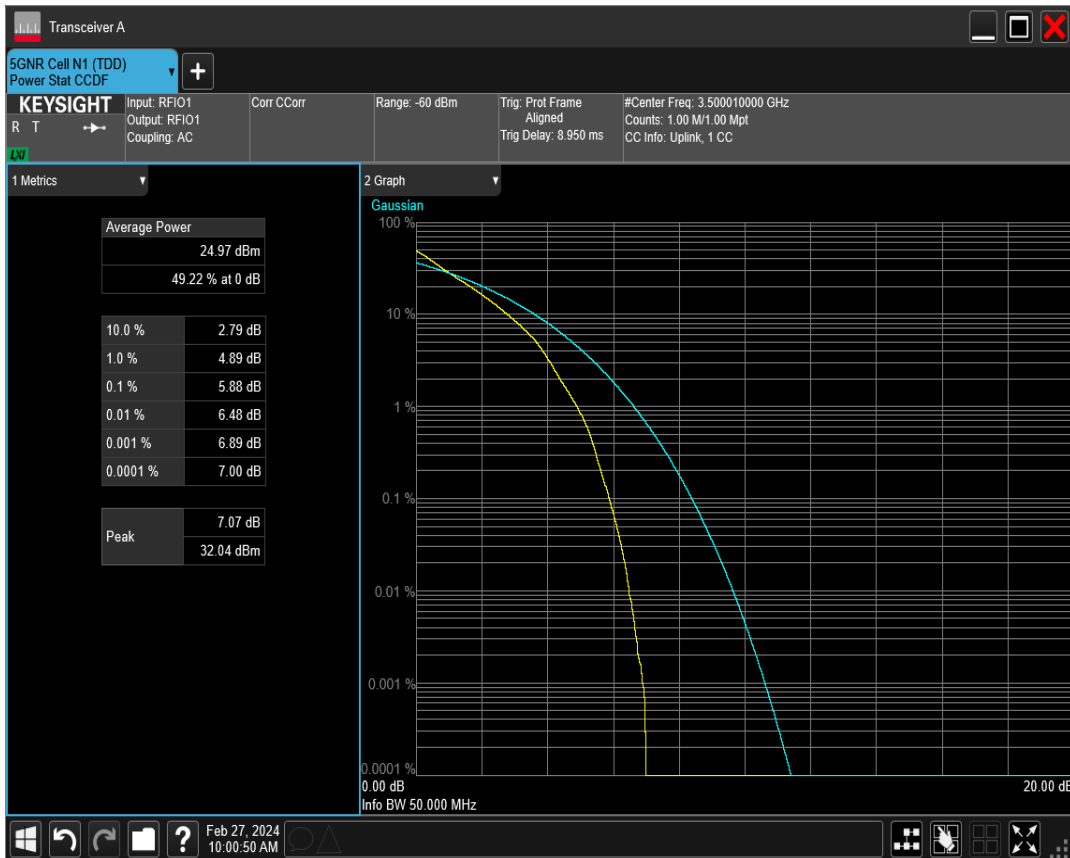 Transceiver A
5GNR Cell N1 (TDD)
Power Stat CCDF
KEYSIGHT
R T
LXI
Input: RFIO1
Output: RFIO1
Coupling: AC
Corr CCorr
Range: -60 dBm
Trig: Prot Frame
Aligned
Trig Delay: 8.950 ms
#Center Freq: 3.500010000 GHz
Counts: 1.00 M/1.00 Mpt
CC Info: Uplink, 1 CC
1 Metrics
Average Power
24.97 dBm
49.22 % at 0 dB
10.0 % 2.79 dB
1.0 % 4.89 dB
0.1 % 5.88 dB
0.01 % 6.48 dB
0.001 % 6.89 dB
0.0001 % 7.00 dB
Peak 7.07 dB
32.04 dBm
2 Graph
Gaussian
100 %
10 %
1 %
0.1 %
0.01 %
0.001 %
0.0001 %
0.00 dB 20.00 dB
Info BW 50.000 MHz
?
Feb 27, 2024
10:00:50 AM